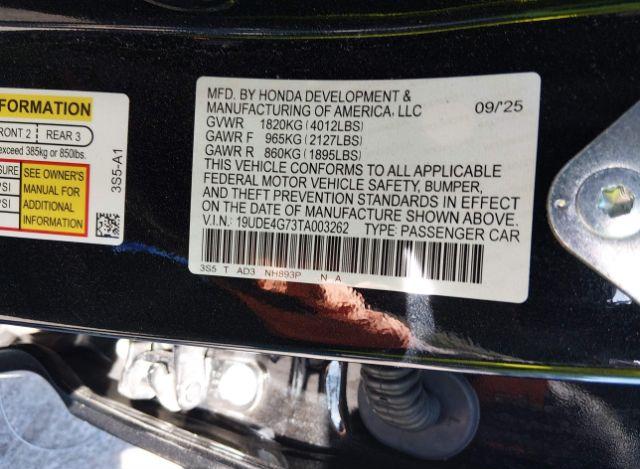 FORMATION
FRONT 2 REAR 3
exceed 385kg or 850lbs.
SEE OWNER'S
MANUAL FOR
ADDITIONAL
INFORMATION
3S5-A1
MFD. BY HONDA DEVELOPMENT &
MANUFACTURING OF AMERICA, LLC 09/'25
GVWR 1820KG (4012LBS)
GAWR F 965KG (2127LBS)
GAWR R 860KG (1895LBS)
THIS VEHICLE CONFORMS TO ALL APPLICABLE
FEDERAL MOTOR VEHICLE SAFETY, BUMPER,
AND THEFT PREVENTION STANDARDS IN EFFECT
ON THE DATE OF MANUFACTURE SHOWN ABOVE.
V.I.N.: 19UDE4G73TA003262 TYPE: PASSENGER CAR
3S5 T AD3 NH893P N A